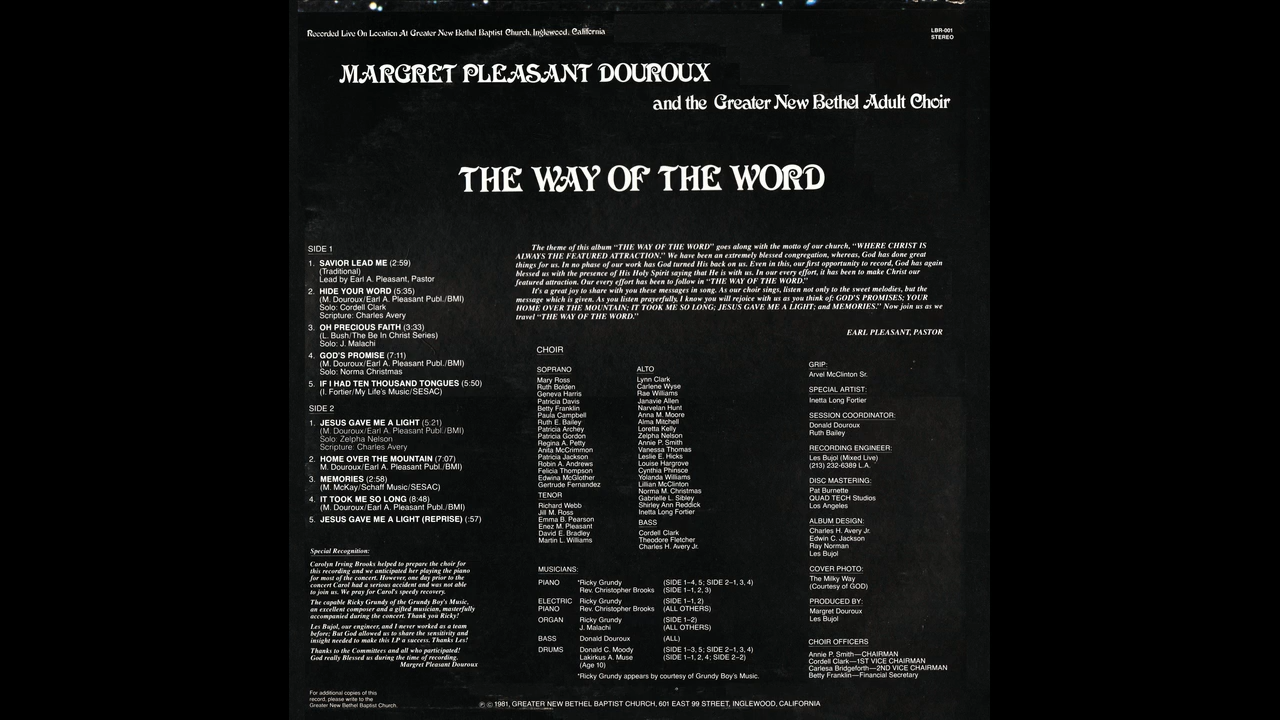 Recorded Live On Location At Greater New Bethel Baptist Church, Inglewood, California
LBR-001
STEREO
MARGRET PLEASANT DOUROUX
and the Greater New Bethel Adult Choir
THE WAY OF THE WORD
SIDE 1
1. SAVIOR LEAD ME (2:59)
(Traditional)
Lead by Earl A. Pleasant, Pastor
2. HIDE YOUR WORD (5:35)
(M. Douroux/Earl A. Pleasant Publ./BMI)
Solo: Cordell Clark
Scripture: Charles Avery
3. OH PRECIOUS FAITH (3:33)
(L. Bush/The Be In Christ Series)
Solo: J. Malachi
4. GOD'S PROMISE (7:11)
(M. Douroux/Earl A. Pleasant Publ./BMI)
Solo: Norma Christmas
5. IF I HAD TEN THOUSAND TONGUES (5:50)
(I. Fortier/My Life's Music/SESAC)
SIDE 2
1. JESUS GAVE ME A LIGHT (5:21)
(M. Douroux/Earl A. Pleasant Publ./BMI)
Solo: Zelpha Nelson
Scripture: Charles Avery
2. HOME OVER THE MOUNTAIN (7:07)
M. Douroux/Earl A. Pleasant Publ./BMI)
3. MEMORIES (2:58)
(M. McKay/Schaff Music/SESAC)
4. IT TOOK ME SO LONG (8:48)
(M. Douroux/Earl A. Pleasant Publ./BMI)
5. JESUS GAVE ME A LIGHT (REPRISE) (:57)
Special Recognition:
Carolyn Irving Brooks helped to prepare the choir for
this recording and we anticipated her playing the piano
for most of the concert. However, one day prior to the
concert Carol had a serious accident and was not able
to join us. We pray for Carol's speedy recovery.
The capable Ricky Grundy of the Grundy Boy's Music,
an excellent composer and a gifted musician, masterfully
accompanied during the concert. Thank you Ricky!
Les Bujol, our engineer, and I never worked as a team
before; But God allowed us to share the sensitivity and
insight needed to make this LP a success. Thanks Les!
Thanks to the Committees and all who participated!
God really Blessed us during the time of recording.
Margret Pleasant Douroux
For additional copies of this
record, please write to the
Greater New Bethel Baptist Church.
The theme of this album "THE WAY OF THE WORD" goes along with the motto of our church, "WHERE CHRIST IS
ALWAYS THE FEATURED ATTRACTION." We have been an extremely blessed congregation, whereas, God has done great
things for us. In no phase of our work has God turned His back on us. Even in this, our first opportunity to record, God has again
blessed us with the presence of His Holy Spirit saying that He is with us. In our every effort, it has been to make Christ our
featured attraction. Our every effort has been to follow in "THE WAY OF THE WORD."
It's a great joy to share with you these messages in song. As our choir sings, listen not only to the sweet melodies, but the
message which is given. As you listen prayerfully, I know you will rejoice with us as you think of: GOD'S PROMISES; YOUR
HOME OVER THE MOUNTAIN; IT TOOK ME SO LONG; JESUS GAVE ME A LIGHT; and MEMORIES." Now join us as we
travel "THE WAY OF THE WORD."
EARL PLEASANT, PASTOR
CHOIR
SOPRANO
Mary Ross
Ruth Bolden
Geneva Harris
Patricia Davis
Betty Franklin
Paula Campbell
Ruth E. Bailey
Patricia Archey
Patricia Gordon
Regina A. Petty
Anita McCrimmon
Patricia Jackson
Robin A. Andrews
Felicia Thompson
Edwina McGlother
Gertrude Fernandez
TENOR
Richard Webb
Jill M. Ross
Emma B. Pearson
Enez M. Pleasant
David E. Bradley
Martin L. Williams
ALTO
Lynn Clark
Carlene Wyse
Rae Williams
Janavie Allen
Narvelan Hunt
Anna M. Moore
Alma Mitchell
Loretta Kelly
Zelpha Nelson
Annie P. Smith
Vanessa Thomas
Leslie E. Hicks
Louise Hargrove
Cynthia Phinsce
Yolanda Williams
Lillian McClinton
Norma M. Christmas
Gabrielle L. Sibley
Shirley Ann Reddick
Inetta Long Fortier
BASS
Cordell Clark
Theodore Fletcher
Charles H. Avery Jr.
MUSICIANS:
PIANO *Ricky Grundy (SIDE 1–4, 5; SIDE 2–1, 3, 4)
Rev. Christopher Brooks (SIDE 1–1, 2, 3)
ELECTRIC Ricky Grundy (SIDE 1–1, 2)
PIANO Rev. Christopher Brooks (ALL OTHERS)
ORGAN Ricky Grundy (SIDE 1–2)
J. Malachi (ALL OTHERS)
BASS Donald Douroux (ALL)
DRUMS Donald C. Moody (SIDE 1–3, 5; SIDE 2–1, 3, 4)
Lakirkus A. Muse (SIDE 1–1, 2, 4; SIDE 2–2)
(Age 10)
*Ricky Grundy appears by courtesy of Grundy Boy's Music.
GRIP:
Arvel McClinton Sr.
SPECIAL ARTIST:
Inetta Long Fortier
SESSION COORDINATOR:
Donald Douroux
Ruth Bailey
RECORDING ENGINEER:
Les Bujol (Mixed Live)
(213) 232-6389 L.A.
DISC MASTERING:
Pat Burnette
QUAD TECH Studios
Los Angeles
ALBUM DESIGN:
Charles H. Avery Jr.
Edwin C. Jackson
Ray Norman
Les Bujol
COVER PHOTO:
The Milky Way
(Courtesy of GOD)
PRODUCED BY:
Margret Douroux
Les Bujol
CHOIR OFFICERS
Annie P. Smith—CHAIRMAN
Cordell Clark—1ST VICE CHAIRMAN
Carlesa Bridgeforth—2ND VICE CHAIRMAN
Betty Franklin—Financial Secretary
℗ © 1981, GREATER NEW BETHEL BAPTIST CHURCH, 601 EAST 99 STREET, INGLEWOOD, CALIFORNIA